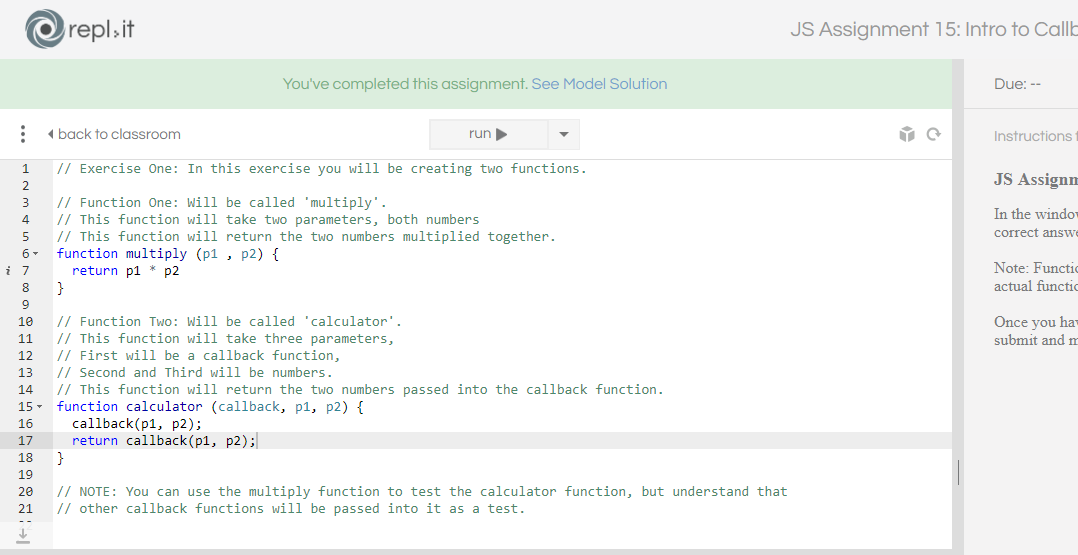 repl.it
JS Assignment 15: Intro to Callb
You've completed this assignment. See Model Solution
Due: --
back to classroom
run
Instructions f
1 // Exercise One: In this exercise you will be creating two functions.
2
3 // Function One: Will be called 'multiply'.
4 // This function will take two parameters, both numbers
5 // This function will return the two numbers multiplied together.
6 function multiply (p1 , p2) {
i 7 return p1 * p2
8 }
9
10 // Function Two: Will be called 'calculator'.
11 // This function will take three parameters,
12 // First will be a callback function,
13 // Second and Third will be numbers.
14 // This function will return the two numbers passed into the callback function.
15 function calculator (callback, p1, p2) {
16 callback(p1, p2);
17 return callback(p1, p2);
18 }
19
20 // NOTE: You can use the multiply function to test the calculator function, but understand that
21 // other callback functions will be passed into it as a test.
JS Assignm
In the window
correct answe
Note: Functio
actual functio
Once you hav
submit and m